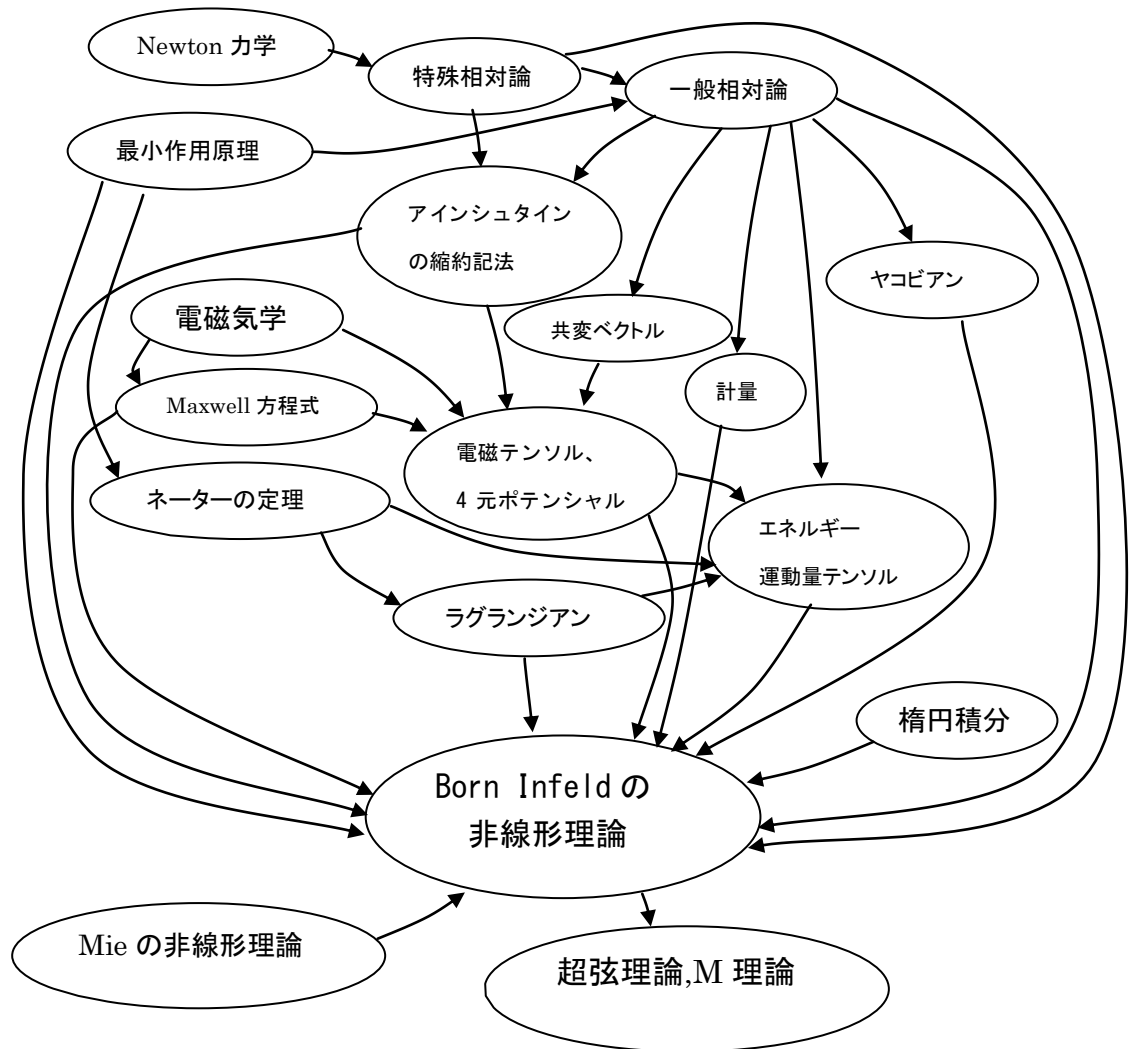 Newton 力学
特殊相対論
一般相対論
最小作用原理
アインシュタイン
の縮約記法
ヤコビアン
電磁気学
共変ベクトル
計量
Maxwell 方程式
電磁テンソル、
4 元ポテンシャル
ネーターの定理
エネルギー
運動量テンソル
ラグランジアン
楕円積分
Born Infeld の
非線形理論
Mie の非線形理論
超弦理論,M 理論